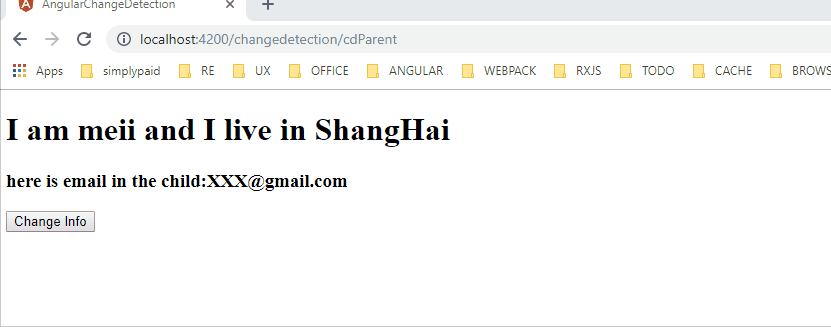 AngularChangeDetection
localhost:4200/changedetection/cdParent
Apps simplypaid RE UX OFFICE ANGULAR WEBPACK RXJS TODO CACHE BROWS
I am meii and I live in ShangHai
here is email in the child:XXX@gmail.com
Change Info